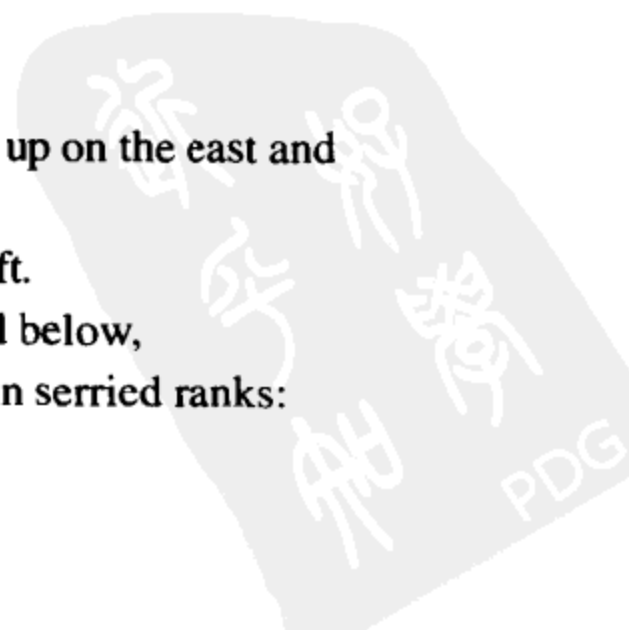 up on the east and
ft.
below,
n serried ranks:
PDG